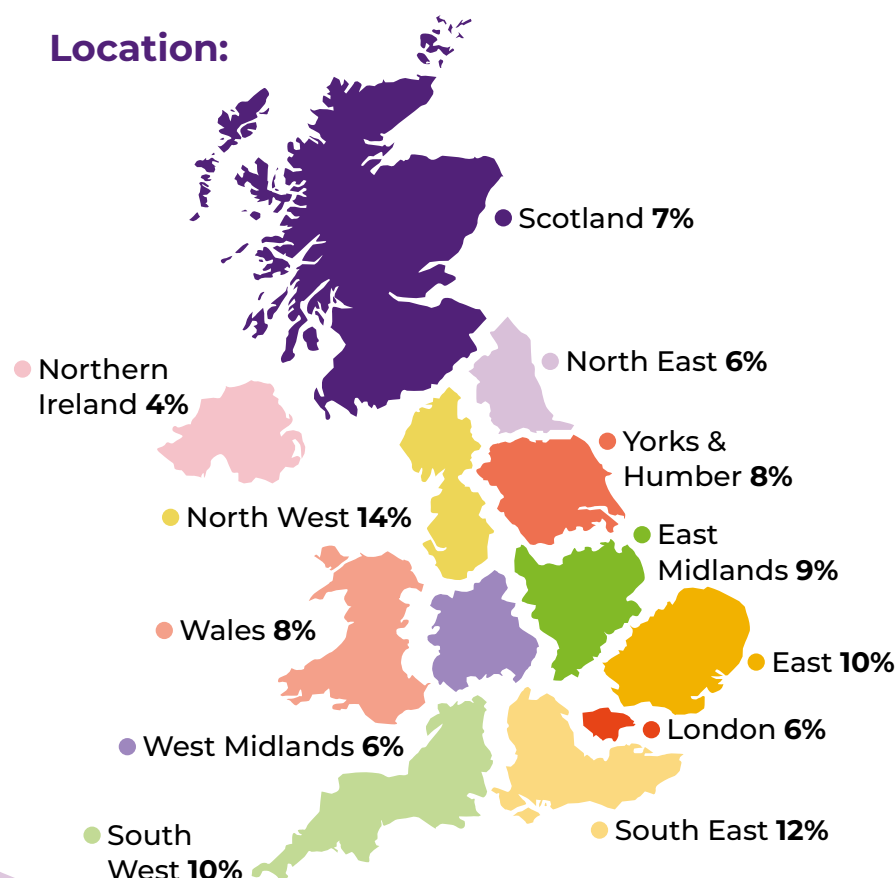 Location:
Scotland 7%
North East 6%
Northern
Ireland 4%
Yorks &
Humber 8%
North West 14%
East
Midlands 9%
Wales 8%
East 10%
London 6%
West Midlands 6%
South East 12%
South
West 10%